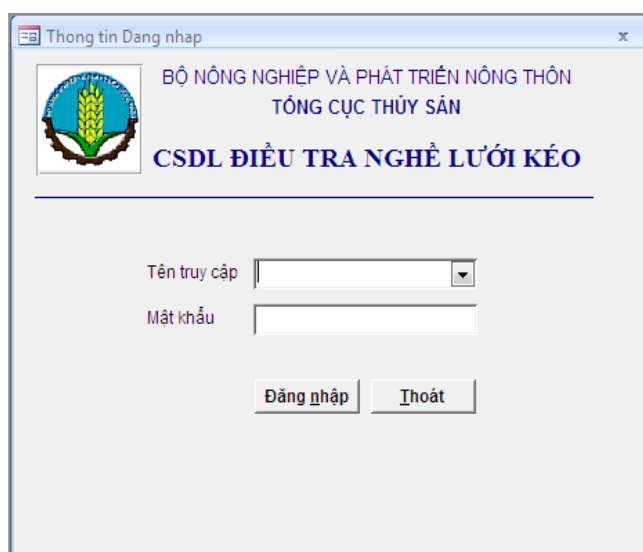 Thong tin Dang nhap
x
BỘ NÔNG NGHIỆP VÀ PHÁT TRIỂN NÔNG THÔN
TỔNG CỤC THỦY SẢN
CSDL ĐIỀU TRA NGHỀ LƯỚI KÉO
Tên truy cập
Mật khẩu
Đăng nhập Thoát